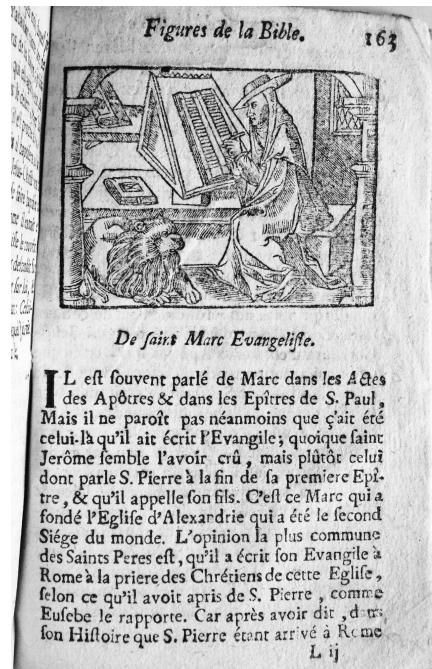 Figures de la Bible. 163
De saint Marc Evangeliste.
IL est souvent parlé de Marc dans les Actes
des Apôtres & dans les Epîtres de S. Paul,
Mais il ne paroît pas néanmoins que ç'ait été
celui-là qu'il ait écrit l'Evangile ; quoique saint
Jerôme semble l'avoir crû, mais plûtôt celui
dont parle S. Pierre à la fin de sa premiere Epî-
tre, & qu'il appelle son fils. C'est ce Marc qui a
fondé l'Eglise d'Alexandrie qui a été le second
Siége du monde. L'opinion la plus commune
des Saints Peres est, qu'il a écrit son Evangile à
Rome à la priere des Chrétiens de cette Eglise,
selon ce qu'il avoit apris de S. Pierre, comme
Eusebe le rapporte. Car après avoir dit, dans
son Histoire que S. Pierre étant arrivé à Rome
L ij